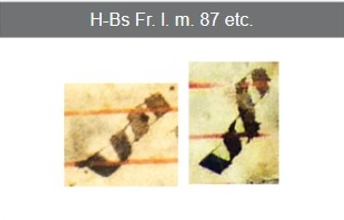 H-Bs Fr. l. m. 87 etc.